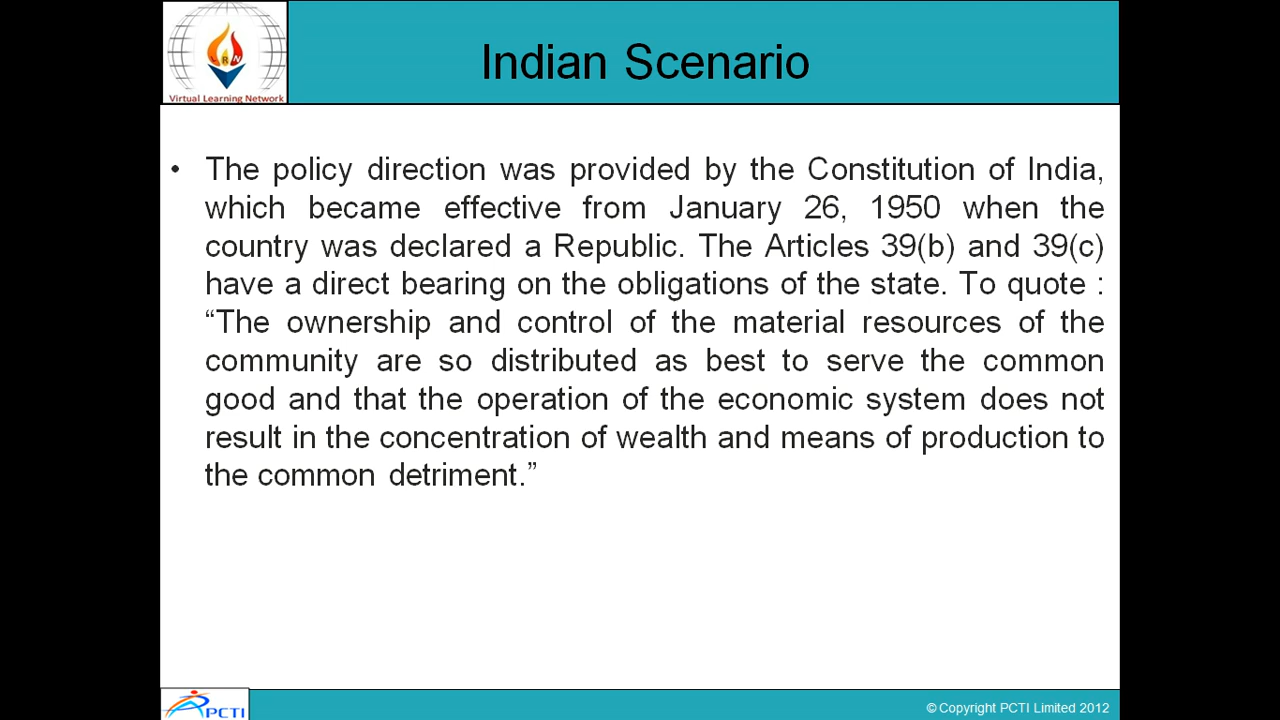 Indian Scenario
LRN
Virtual Learning Network
• The policy direction was provided by the Constitution of India,
which became effective from January 26, 1950 when the
country was declared a Republic. The Articles 39(b) and 39(c)
have a direct bearing on the obligations of the state. To quote :
“The ownership and control of the material resources of the
community are so distributed as best to serve the common
good and that the operation of the economic system does not
result in the concentration of wealth and means of production to
the common detriment.”
PCTI
© Copyright PCTI Limited 2012